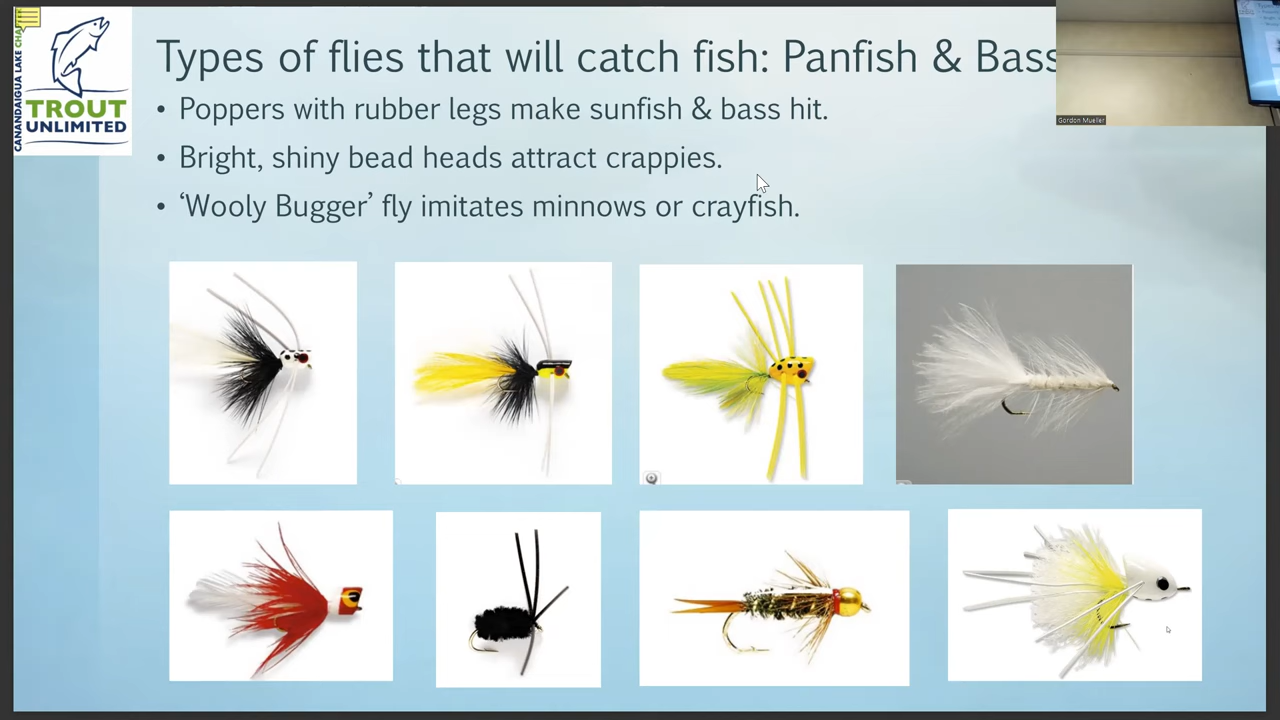 CANANDAIGUA LAKE CHAPTER
TROUT
UNLIMITED
Types of flies that will catch fish: Panfish & Bass
• Poppers with rubber legs make sunfish & bass hit.
• Bright, shiny bead heads attract crappies.
• ‘Wooly Bugger’ fly imitates minnows or crayfish.
Gordon Mueller